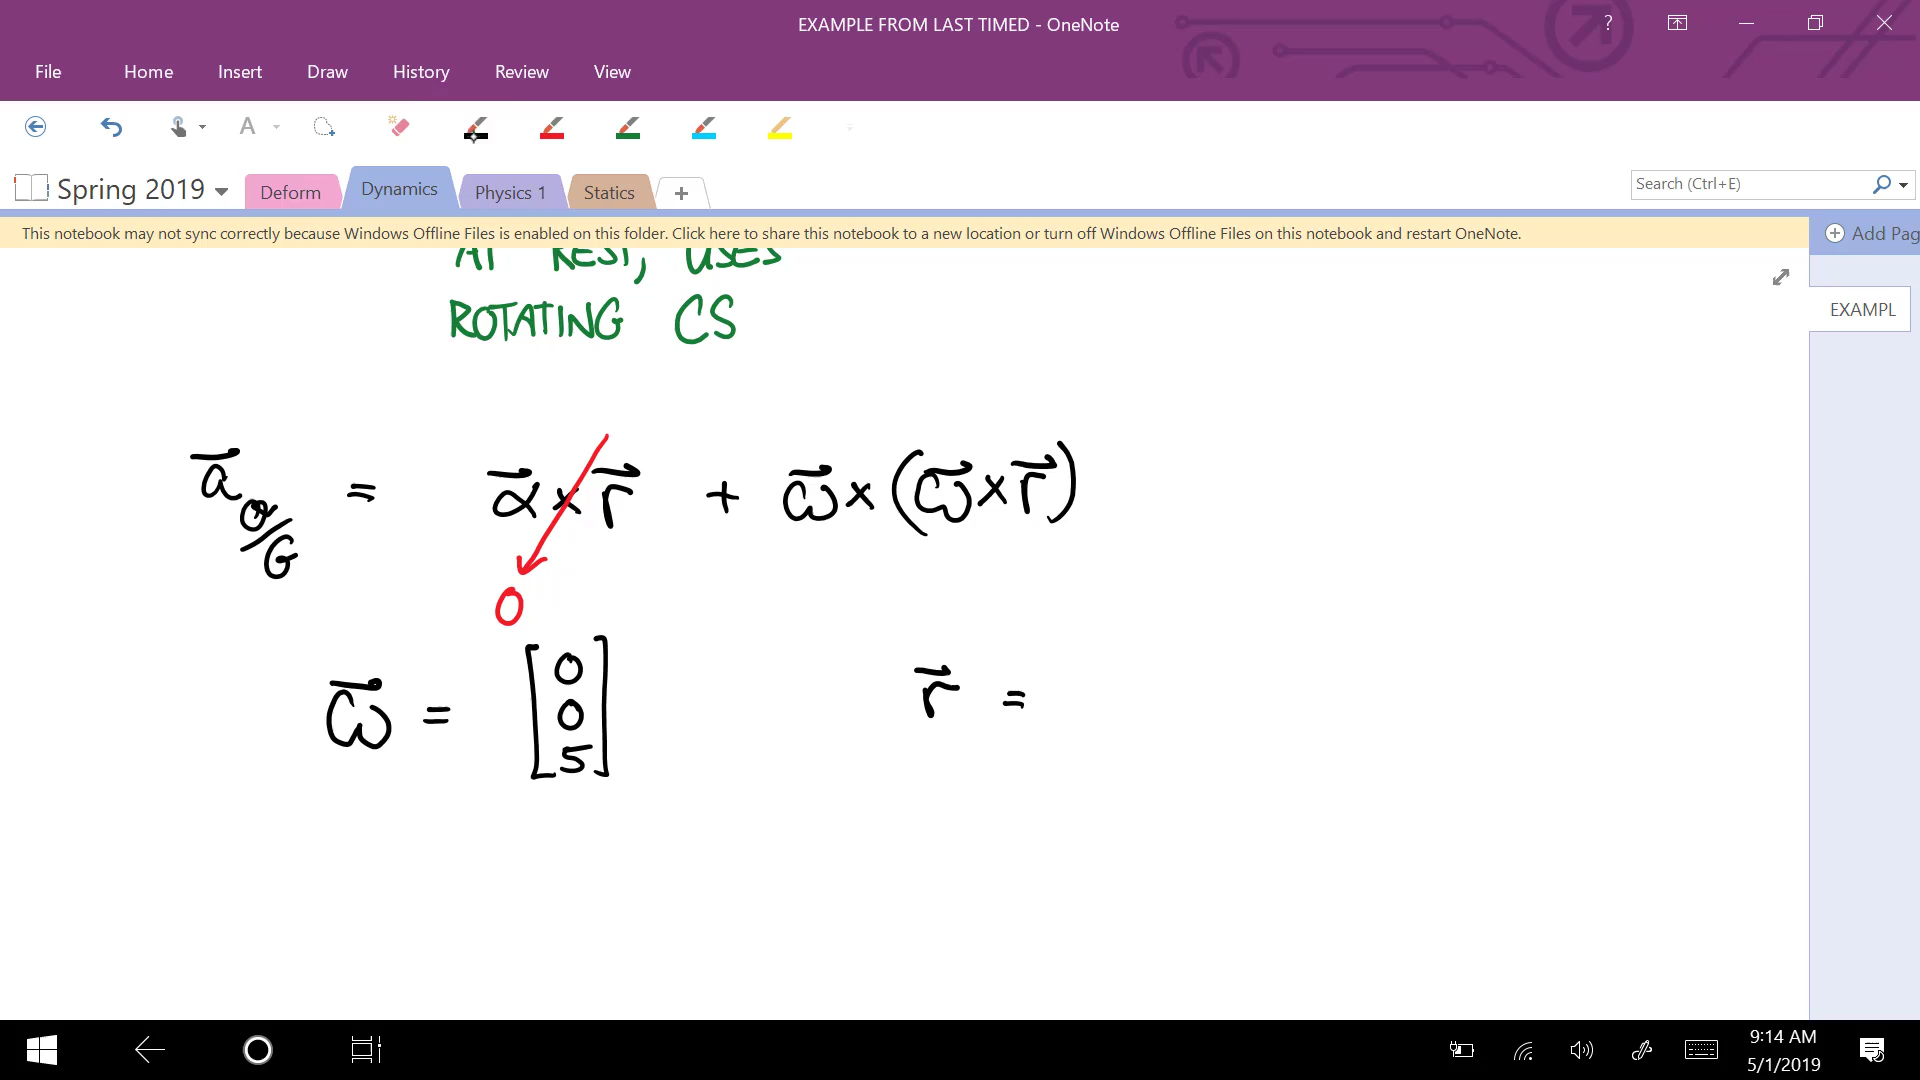 EXAMPLE FROM LAST TIMED - OneNote
?
File Home Insert Draw History Review View
A
Spring 2019 Deform Dynamics Physics 1 Statics +
Search (Ctrl+E)
This notebook may not sync correctly because Windows Offline Files is enabled on this folder. Click here to share this notebook to a new location or turn off Windows Offline Files on this notebook and restart OneNote.
Add Pag
EXAMPL
AT REST, USES
ROTATING CS
a⃗ O'/G = α⃗ × r⃗ + ω⃗ × (ω⃗ × r⃗)
0
ω⃗ = [0 0 5] r⃗ =
9:14 AM
5/1/2019